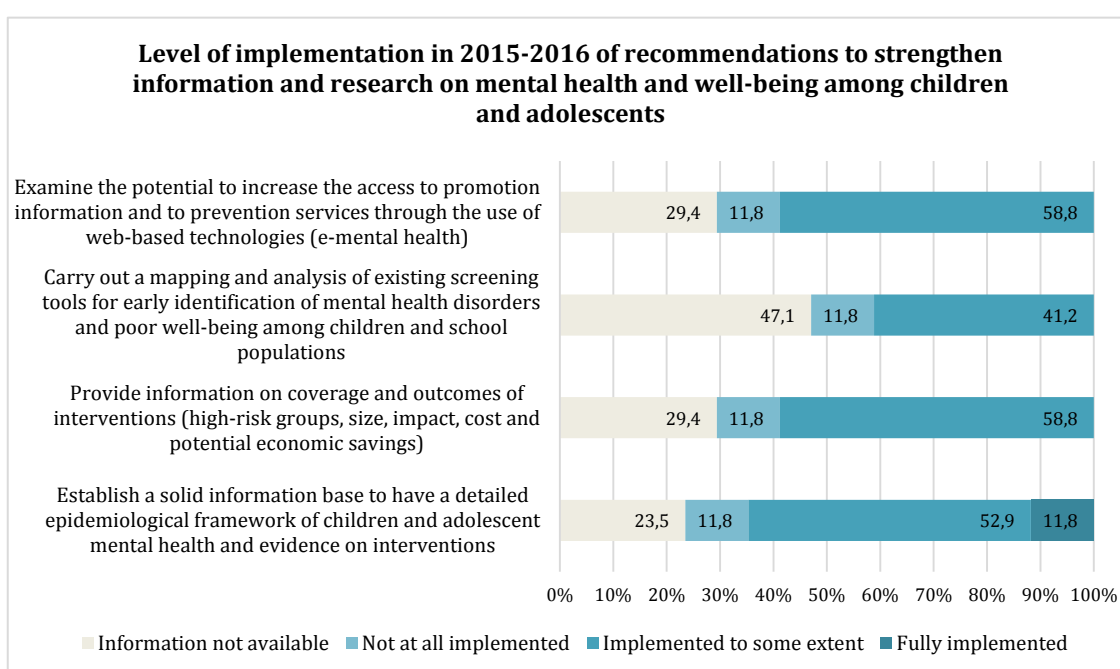 Level of implementation in 2015-2016 of recommendations to strengthen
information and research on mental health and well-being among children
and adolescents
Examine the potential to increase the access to promotion
information and to prevention services through the use of
web-based technologies (e-mental health)
29,4 11,8 58,8
Carry out a mapping and analysis of existing screening
tools for early identification of mental health disorders
and poor well-being among children and school
populations
47,1 11,8 41,2
Provide information on coverage and outcomes of
interventions (high-risk groups, size, impact, cost and
potential economic savings)
29,4 11,8 58,8
Establish a solid information base to have a detailed
epidemiological framework of children and adolescent
mental health and evidence on interventions
23,5 11,8 52,9 11,8
0% 10% 20% 30% 40% 50% 60% 70% 80% 90% 100%
Information not available Not at all implemented Implemented to some extent Fully implemented